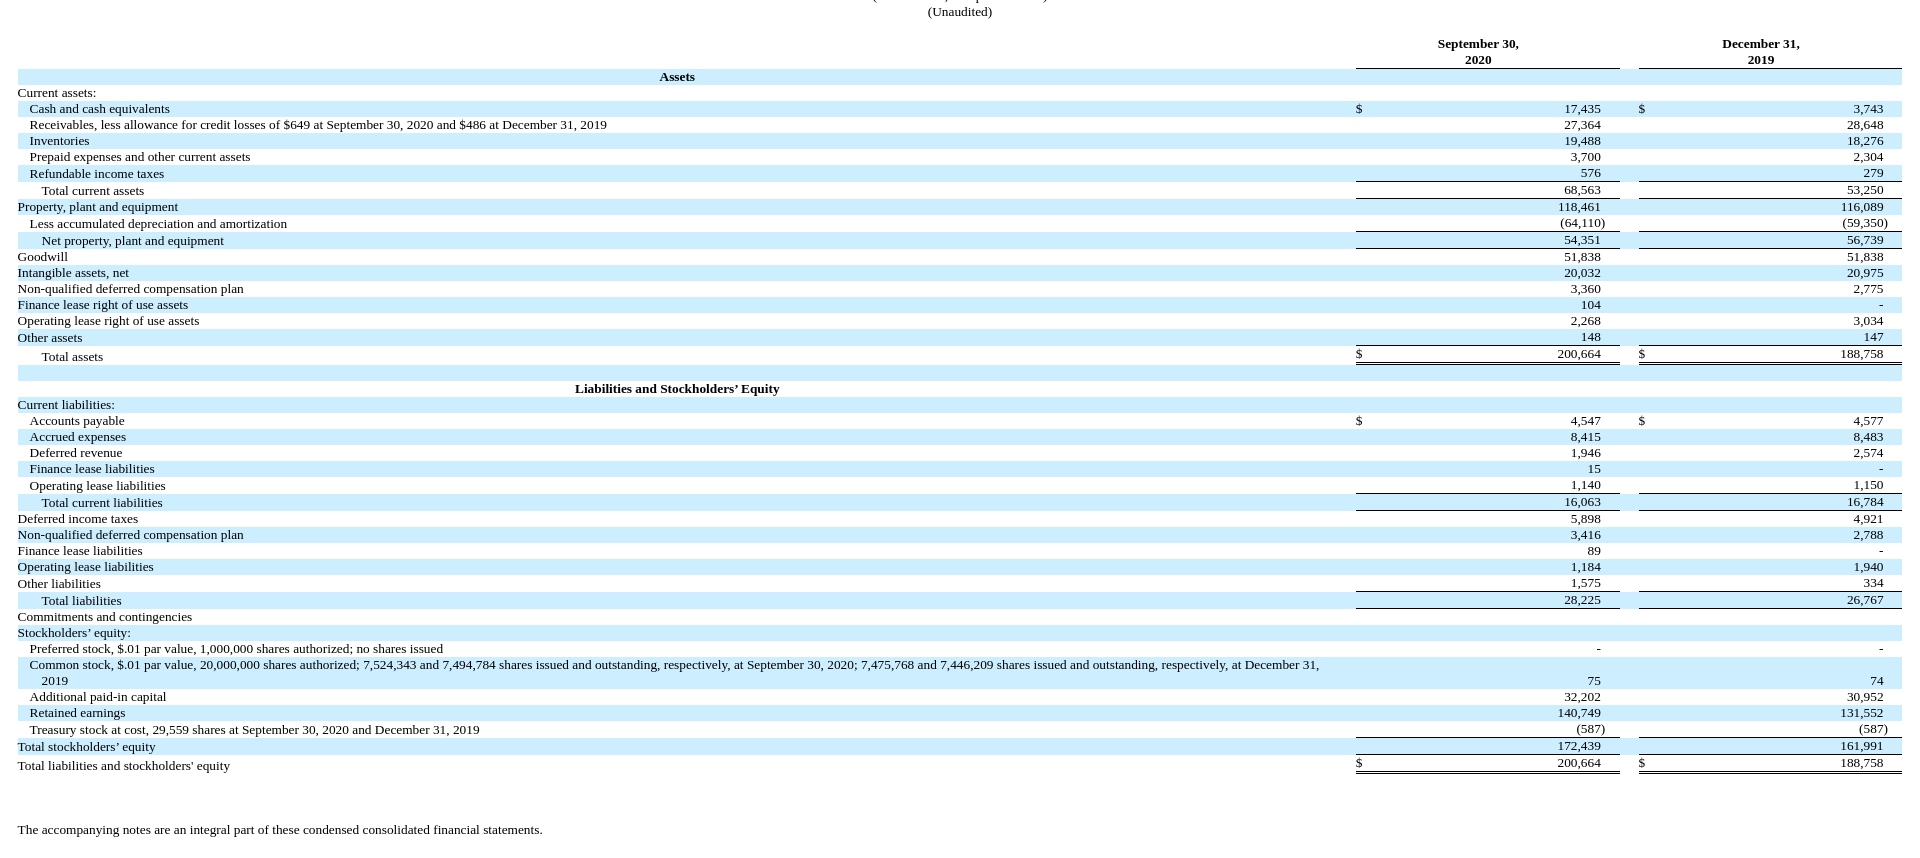 (Unaudited)
September 30, December 31,
2020 2019
Assets
Current assets:
Cash and cash equivalents $ 17,435 $ 3,743
Receivables, less allowance for credit losses of $649 at September 30, 2020 and $486 at December 31, 2019 27,364 28,648
Inventories 19,488 18,276
Prepaid expenses and other current assets 3,700 2,304
Refundable income taxes 576 279
Total current assets 68,563 53,250
Property, plant and equipment 118,461 116,089
Less accumulated depreciation and amortization (64,110) (59,350)
Net property, plant and equipment 54,351 56,739
Goodwill 51,838 51,838
Intangible assets, net 20,032 20,975
Non-qualified deferred compensation plan 3,360 2,775
Finance lease right of use assets 104 -
Operating lease right of use assets 2,268 3,034
Other assets 148 147
Total assets $ 200,664 $ 188,758
Liabilities and Stockholders’ Equity
Current liabilities:
Accounts payable $ 4,547 $ 4,577
Accrued expenses 8,415 8,483
Deferred revenue 1,946 2,574
Finance lease liabilities 15 -
Operating lease liabilities 1,140 1,150
Total current liabilities 16,063 16,784
Deferred income taxes 5,898 4,921
Non-qualified deferred compensation plan 3,416 2,788
Finance lease liabilities 89 -
Operating lease liabilities 1,184 1,940
Other liabilities 1,575 334
Total liabilities 28,225 26,767
Commitments and contingencies
Stockholders’ equity:
Preferred stock, $.01 par value, 1,000,000 shares authorized; no shares issued - -
Common stock, $.01 par value, 20,000,000 shares authorized; 7,524,343 and 7,494,784 shares issued and outstanding, respectively, at September 30, 2020; 7,475,768 and 7,446,209 shares issued and outstanding, respectively, at December 31,
2019 75 74
Additional paid-in capital 32,202 30,952
Retained earnings 140,749 131,552
Treasury stock at cost, 29,559 shares at September 30, 2020 and December 31, 2019 (587) (587)
Total stockholders’ equity 172,439 161,991
Total liabilities and stockholders' equity $ 200,664 $ 188,758
The accompanying notes are an integral part of these condensed consolidated financial statements.